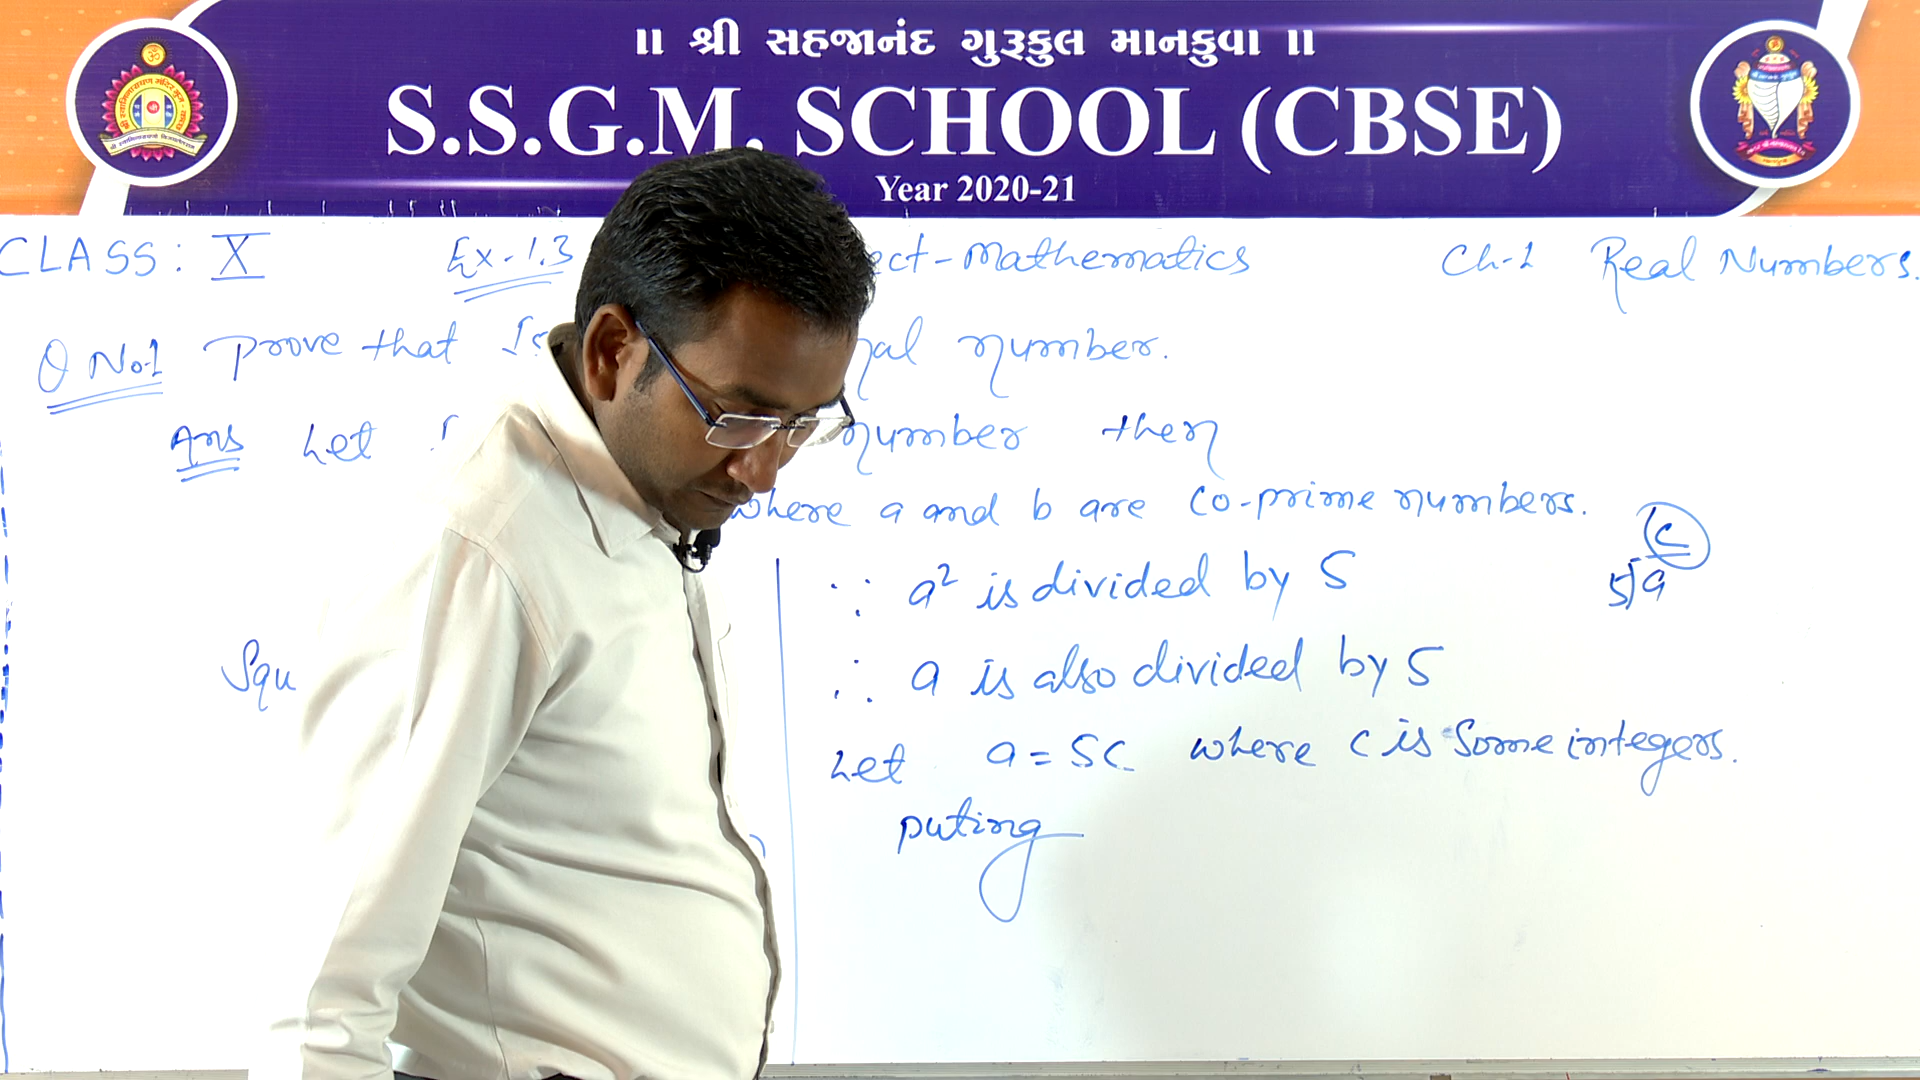 ॥ શ્રી સહજાનંદ ગુરૂકુલ માનકુવા ॥
S.S.G.M. SCHOOL (CBSE)
Year 2020-21
CLASS: X Ex-1.3 ect-Mathematics Ch-1 Real Numbers.
Q No.1 Prove that nal number.
Ans Let number then
where a and b are co-prime numbers.
∵ a² is divided by 5
c
5)a
Squ
∴ a is also divided by 5
Let a = 5c where c is some integers.
puting